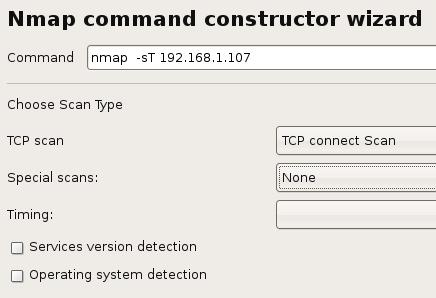 Nmap command constructor wizard
Command nmap  -sT 192.168.1.107
Choose Scan Type
TCP scan TCP connect Scan
Special scans: None
Timing:
Services version detection
Operating system detection